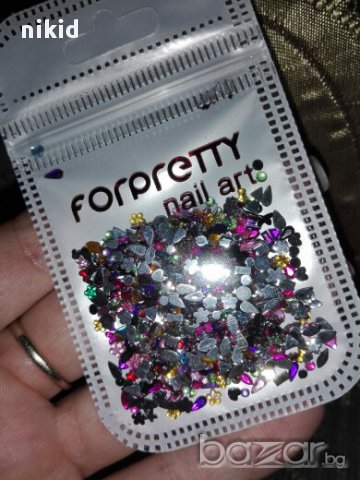 nikid
FORPRETTY
nail art
bazar.bg